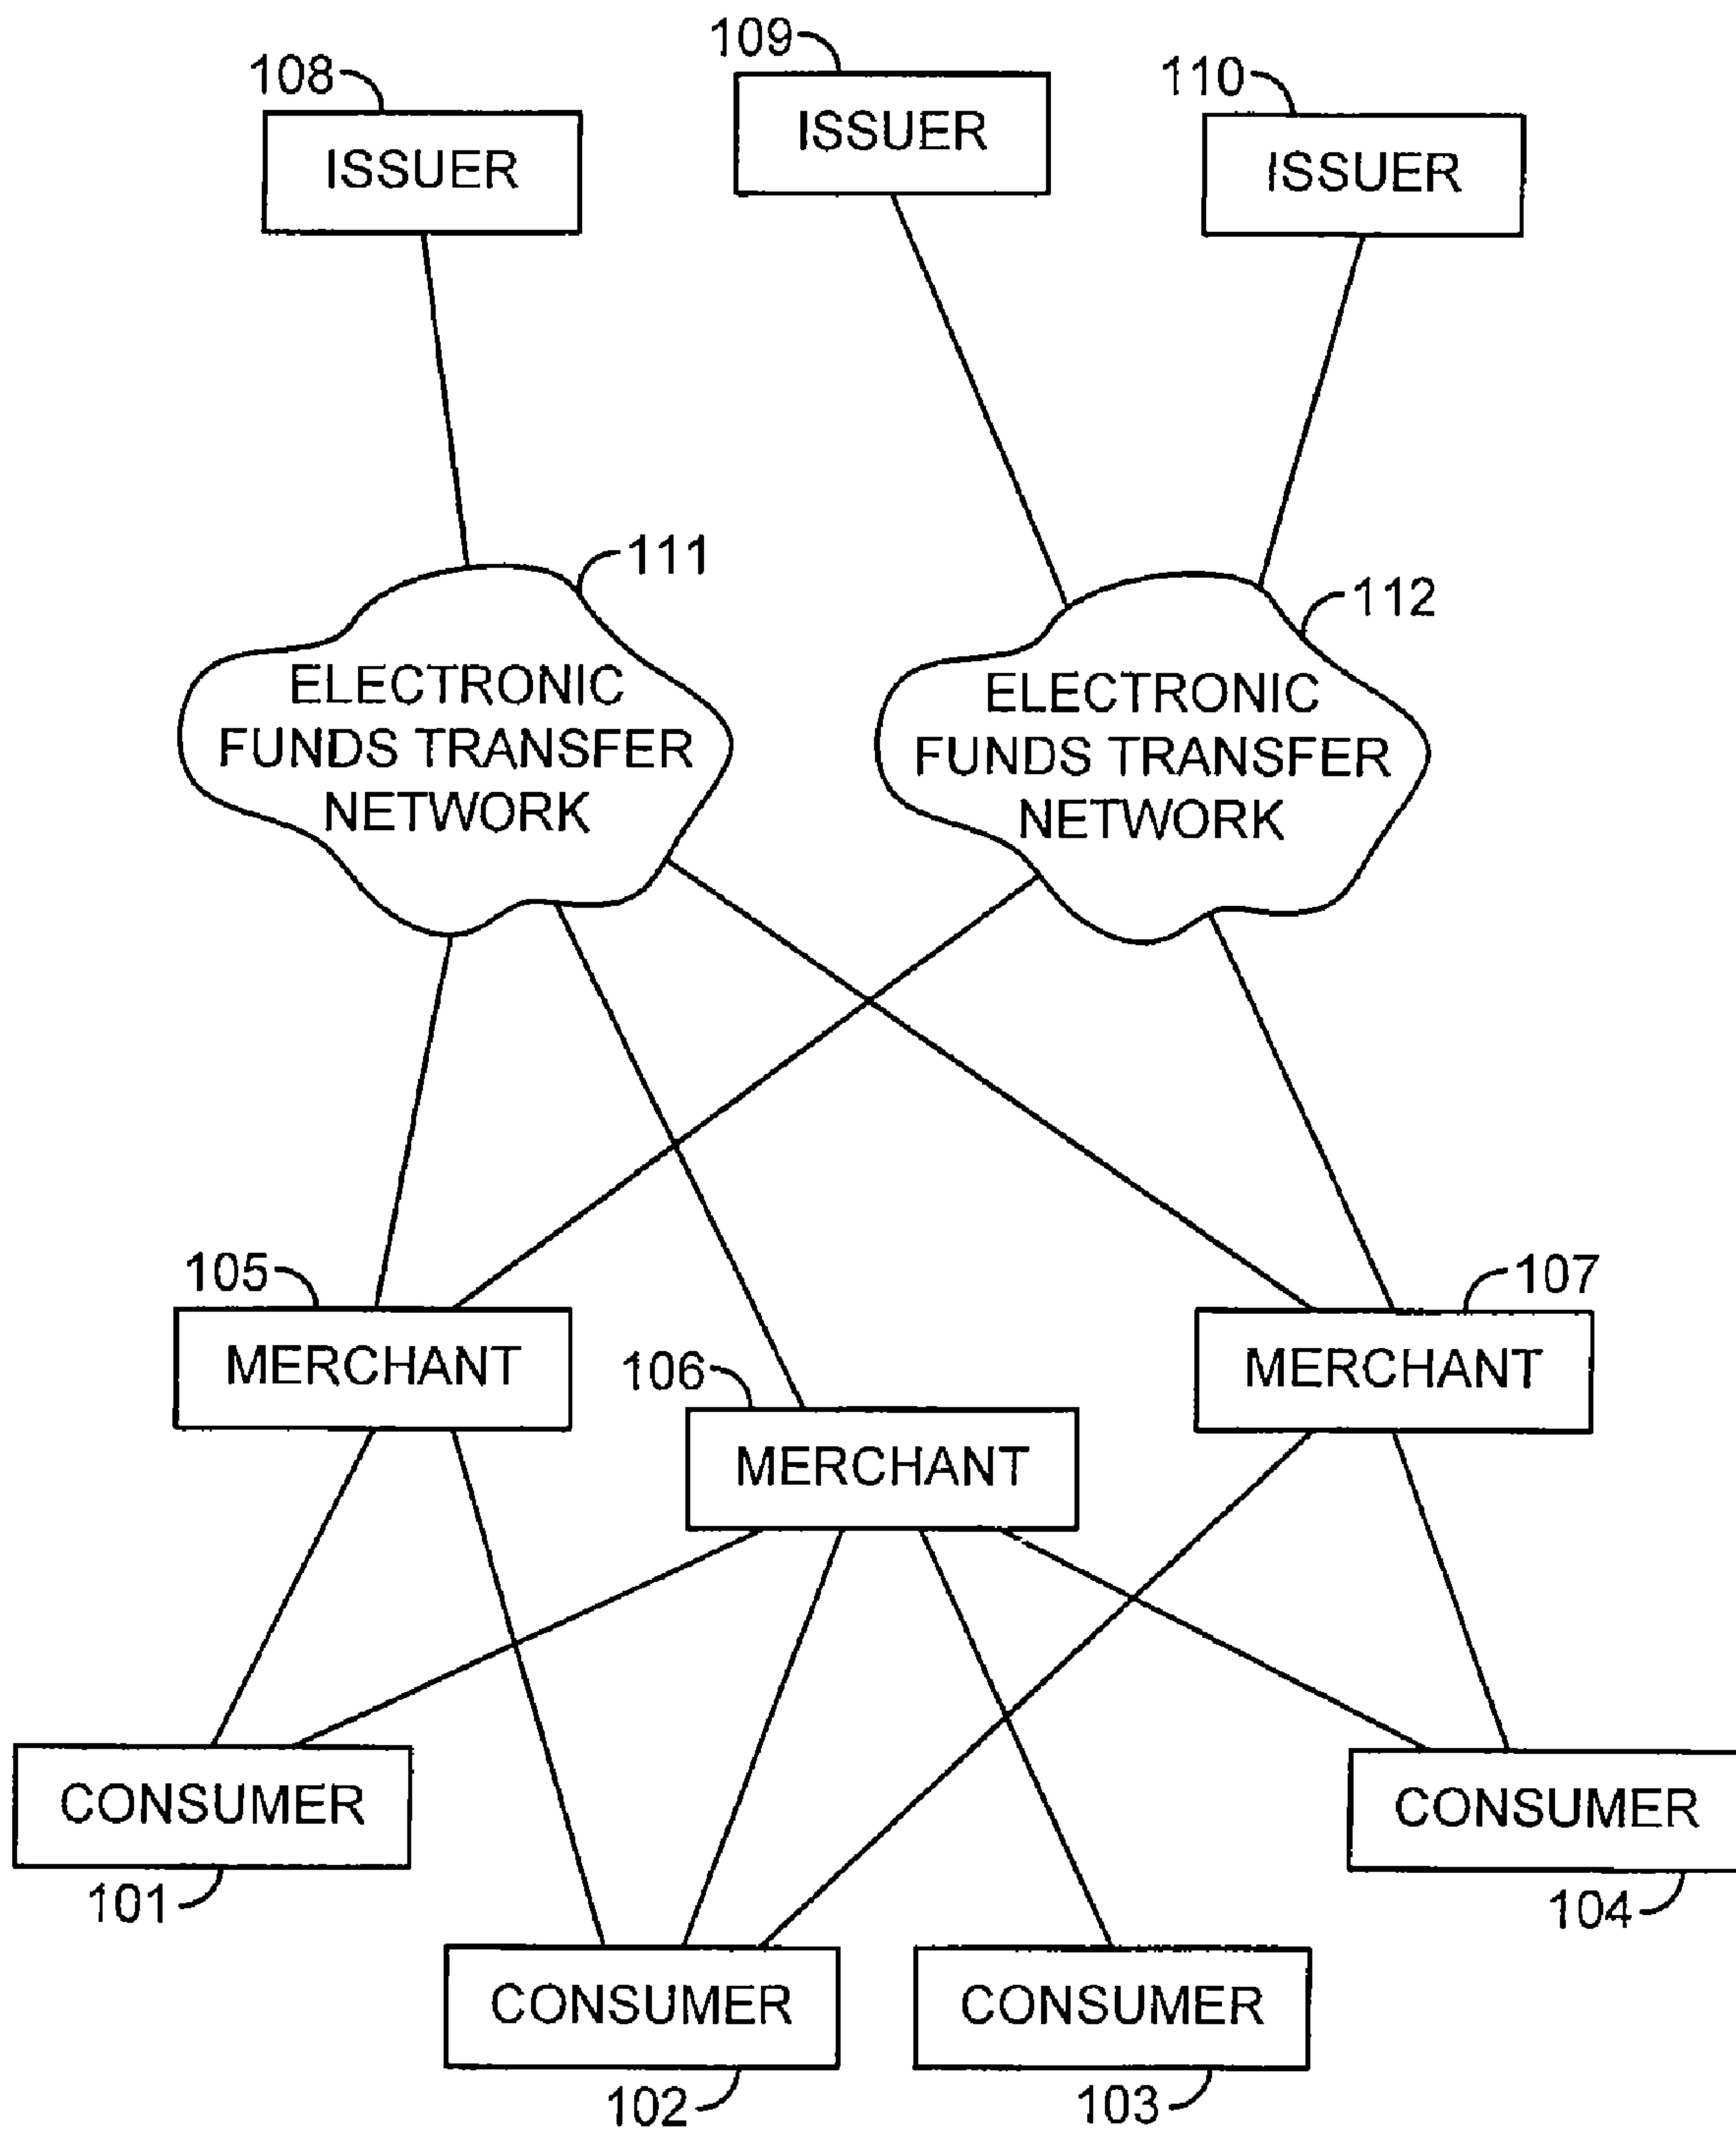 109
108
110
ISSUER
ISSUER
ISSUER
111
112
ELECTRONIC
FUNDS TRANSFER
NETWORK
ELECTRONIC
FUNDS TRANSFER
NETWORK
105
107
MERCHANT
106
MERCHANT
MERCHANT
CONSUMER
CONSUMER
101
104
CONSUMER
CONSUMER
102
103